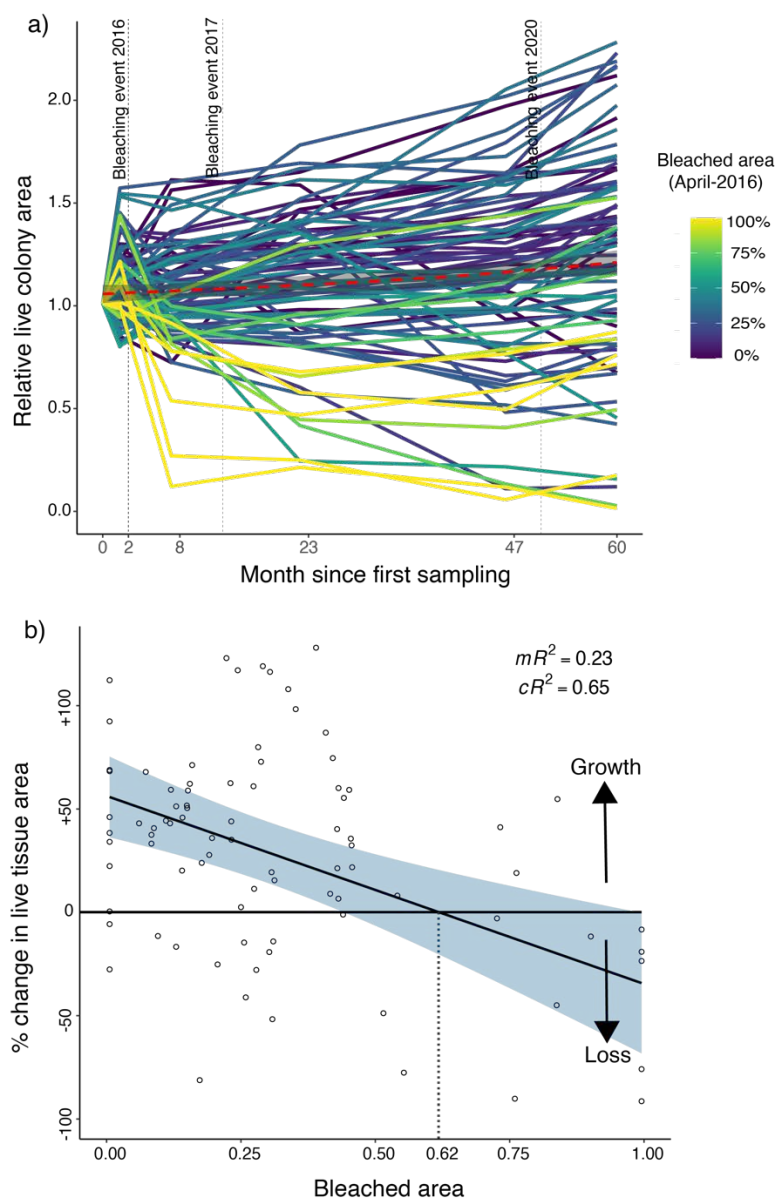 a)
Bleaching event 2016
Bleaching event 2017
Bleaching event 2020
2.0
1.5
1.0
0.5
0.0
Relative live colony area
0 2 8 23 47 60
Month since first sampling
Bleached area
(April-2016)
100%
75%
50%
25%
0%
b)
mR² = 0.23
cR² = 0.65
+100
+50
0
-50
-100
% change in live tissue area
Growth
Loss
0.00 0.25 0.50 0.62 0.75 1.00
Bleached area